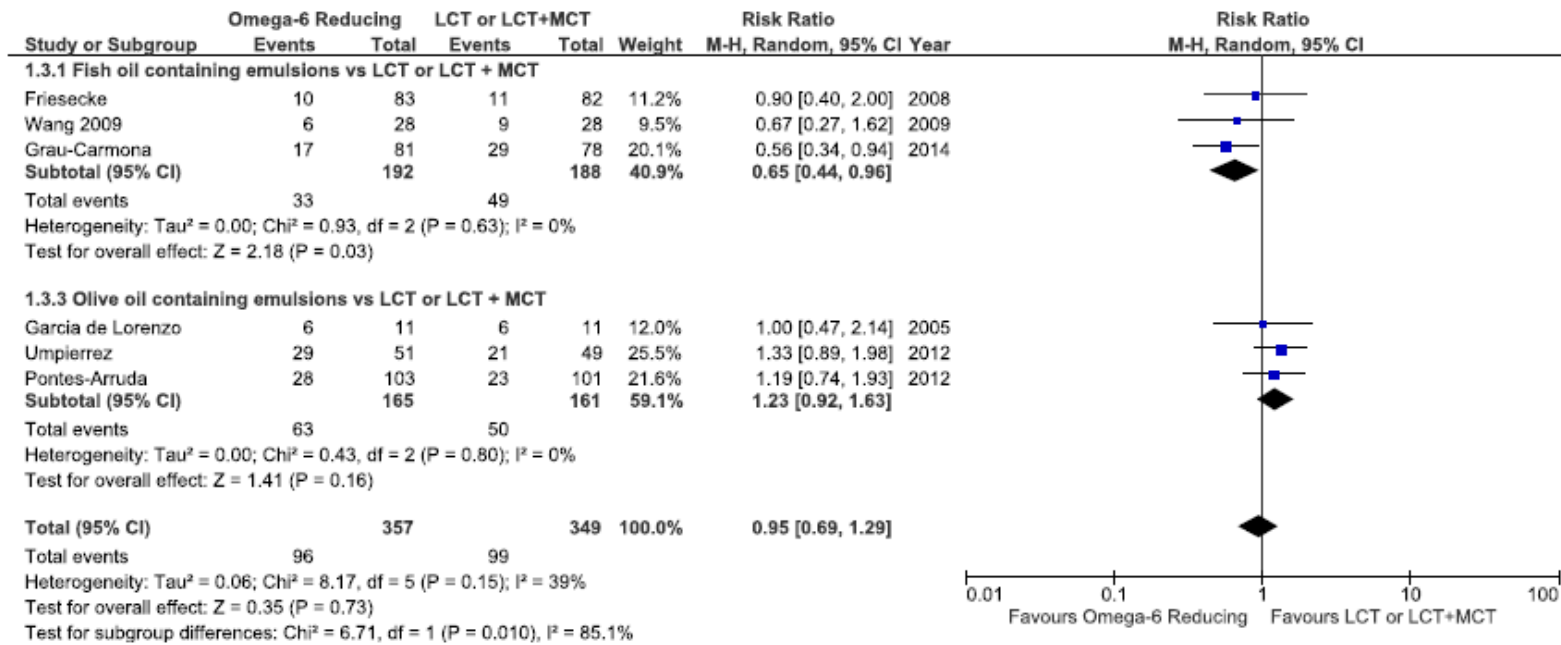 Omega-6 Reducing LCT or LCT+MCT Risk Ratio Risk Ratio
Study or Subgroup Events Total Events Total Weight M-H, Random, 95% CI Year M-H, Random, 95% CI
1.3.1 Fish oil containing emulsions vs LCT or LCT + MCT
Friesecke 10 83 11 82 11.2% 0.90 [0.40, 2.00] 2008
Wang 2009 6 28 9 28 9.5% 0.67 [0.27, 1.62] 2009
Grau-Carmona 17 81 29 78 20.1% 0.56 [0.34, 0.94] 2014
Subtotal (95% CI) 192 188 40.9% 0.65 [0.44, 0.96]
Total events 33 49
Heterogeneity: Tau² = 0.00; Chi² = 0.93, df = 2 (P = 0.63); I² = 0%
Test for overall effect: Z = 2.18 (P = 0.03)
1.3.3 Olive oil containing emulsions vs LCT or LCT + MCT
Garcia de Lorenzo 6 11 6 11 12.0% 1.00 [0.47, 2.14] 2005
Umpierrez 29 51 21 49 25.5% 1.33 [0.89, 1.98] 2012
Pontes-Arruda 28 103 23 101 21.6% 1.19 [0.74, 1.93] 2012
Subtotal (95% CI) 165 161 59.1% 1.23 [0.92, 1.63]
Total events 63 50
Heterogeneity: Tau² = 0.00; Chi² = 0.43, df = 2 (P = 0.80); I² = 0%
Test for overall effect: Z = 1.41 (P = 0.16)
Total (95% CI) 357 349 100.0% 0.95 [0.69, 1.29]
Total events 96 99
Heterogeneity: Tau² = 0.06; Chi² = 8.17, df = 5 (P = 0.15); I² = 39%
Test for overall effect: Z = 0.35 (P = 0.73)
Test for subgroup differences: Chi² = 6.71, df = 1 (P = 0.010), I² = 85.1%
0.01 0.1 1 10 100
Favours Omega-6 Reducing Favours LCT or LCT+MCT